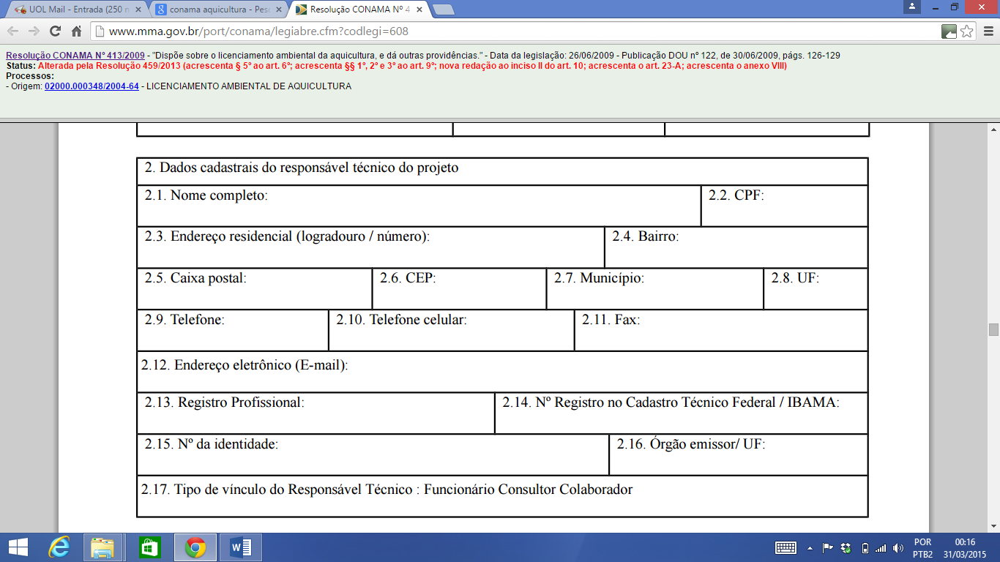 UOL Mail - Entrada (250 n
conama aquicultura - Pesq
Resolução CONAMA Nº 4
www.mma.gov.br/port/conama/legiabre.cfm?codlegi=608
Resolução CONAMA Nº 413/2009 - "Dispõe sobre o licenciamento ambiental da aquicultura, e dá outras providências." - Data da legislação: 26/06/2009 - Publicação DOU nº 122, de 30/06/2009, págs. 126-129
Status: Alterada pela Resolução 459/2013 (acrescenta § 5º ao art. 6º; acrescenta §§ 1º, 2º e 3º ao art. 9º; nova redação ao inciso II do art. 10; acrescenta o art. 23-A; acrescenta o anexo VIII)
Processos:
- Origem: 02000.000348/2004-64 - LICENCIAMENTO AMBIENTAL DE AQUICULTURA
2. Dados cadastrais do responsável técnico do projeto
2.1. Nome completo: 2.2. CPF:
2.3. Endereço residencial (logradouro / número): 2.4. Bairro:
2.5. Caixa postal: 2.6. CEP: 2.7. Município: 2.8. UF:
2.9. Telefone: 2.10. Telefone celular: 2.11. Fax:
2.12. Endereço eletrônico (E-mail):
2.13. Registro Profissional: 2.14. Nº Registro no Cadastro Técnico Federal / IBAMA:
2.15. Nº da identidade: 2.16. Órgão emissor/ UF:
2.17. Tipo de vínculo do Responsável Técnico : Funcionário Consultor Colaborador
POR 00:16
PTB2 31/03/2015